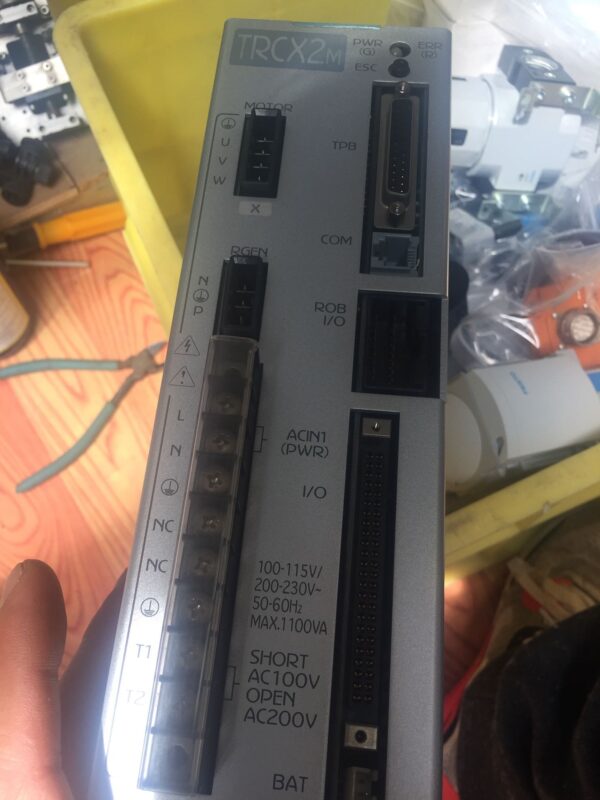 TRCX2M
PWR
(G)
ERR
(R)
ESC
MOTOR
U
V
W
X
TPB
COM
RGEN
N
P
ROB
I/O
L
N
ACIN1
(PWR)
I/O
NC
NC
100-115V/
200-230V~
50-60Hz
MAX.1100VA
T1
T2
SHORT
AC100V
OPEN
AC200V
BAT